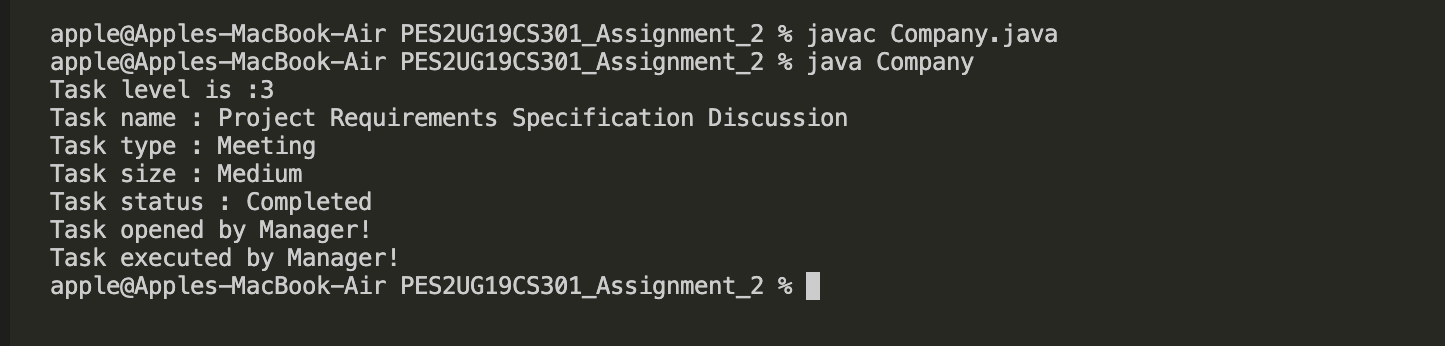 apple@Apples-MacBook-Air PES2UG19CS301_Assignment_2 % javac Company.java
apple@Apples-MacBook-Air PES2UG19CS301_Assignment_2 % java Company
Task level is :3
Task name : Project Requirements Specification Discussion
Task type : Meeting
Task size : Medium
Task status : Completed
Task opened by Manager!
Task executed by Manager!
apple@Apples-MacBook-Air PES2UG19CS301_Assignment_2 %